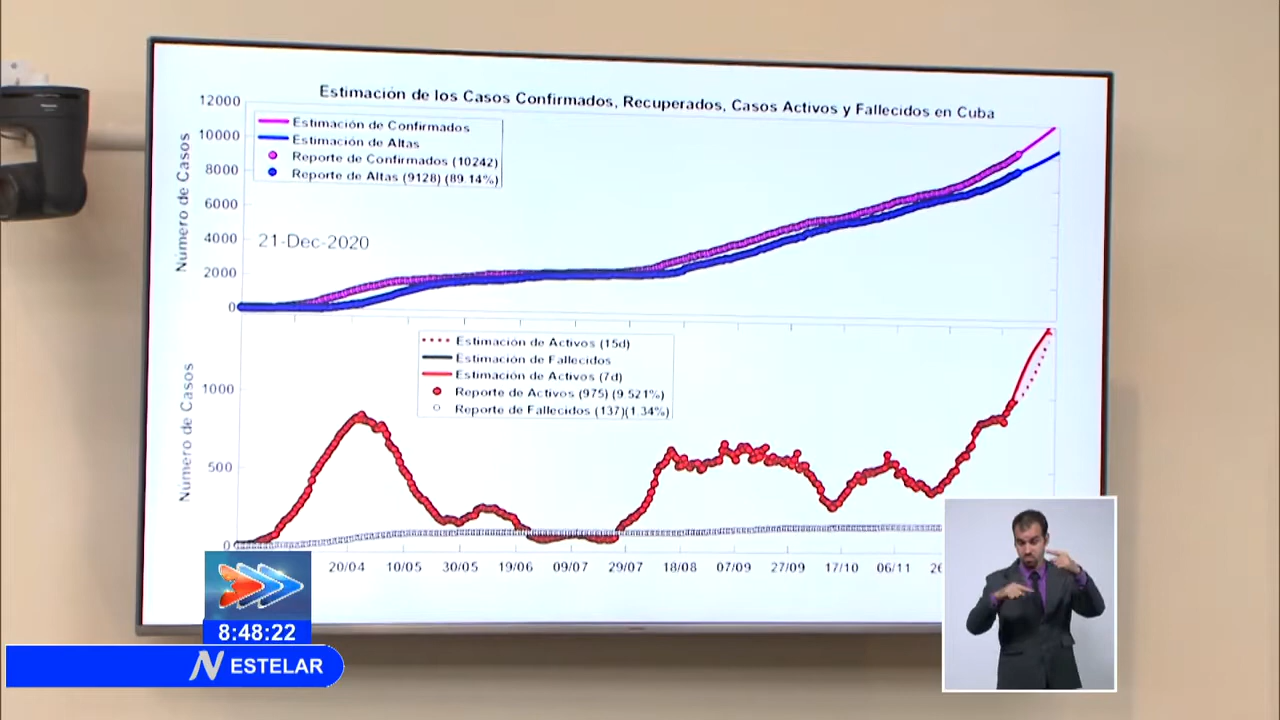 Estimación de los Casos Confirmados, Recuperados, Casos Activos y Fallecidos en Cuba
Número de Casos
12000
10000
8000
6000
4000
2000
0
Estimación de Confirmados
Estimación de Altas
Reporte de Confirmados (10242)
Reporte de Altas (9128) (89.14%)
21-Dec-2020
Número de Casos
1000
500
0
Estimación de Activos (15d)
Estimación de Fallecidos
Estimación de Activos (7d)
Reporte de Activos (975) (9.521%)
Reporte de Fallecidos (137)(1.34%)
20/04 10/05 30/05 19/06 09/07 29/07 18/08 07/09 27/09 17/10 06/11 26
8:48:22
N ESTELAR